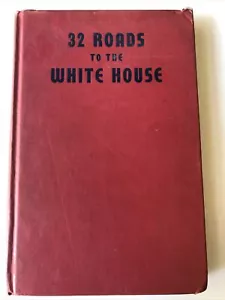 32 ROADS
TO THE
WHITE HOUSE